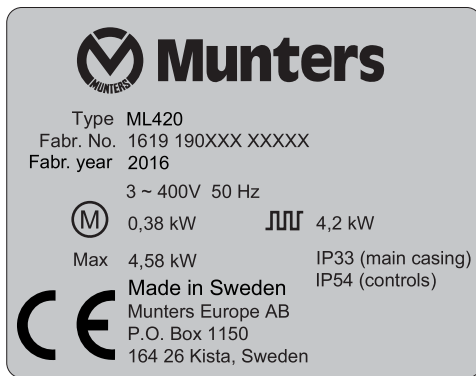 MUNTERS
Munters
Type ML420
Fabr. No. 1619 190XXX XXXXX
Fabr. year 2016
3 ~ 400V 50 Hz
M 0,38 kW 4,2 kW
Max 4,58 kW IP33 (main casing)
IP54 (controls)
Made in Sweden
CE Munters Europe AB
P.O. Box 1150
164 26 Kista, Sweden